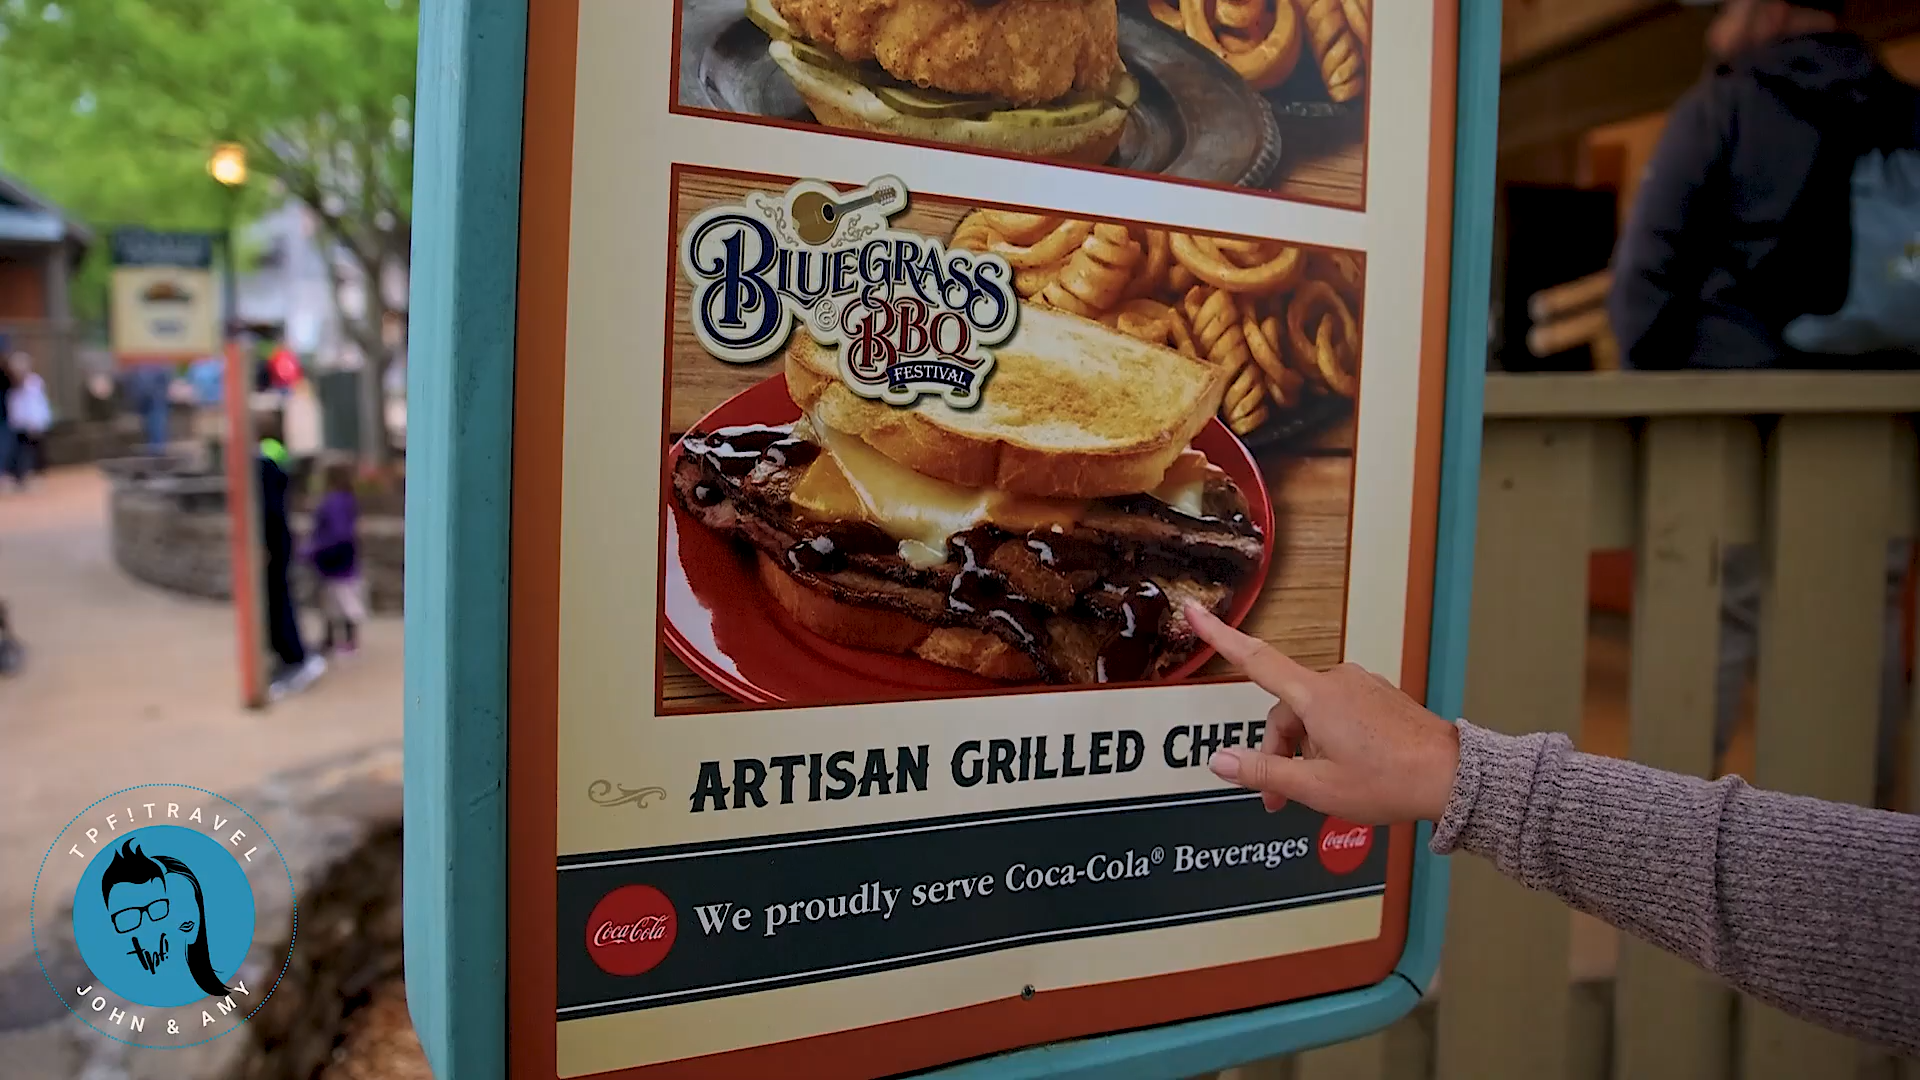 BLUEGRASS
& BBQ
FESTIVAL
ARTISAN GRILLED CHEE
We proudly serve Coca-Cola® Beverages
Coca-Cola
Coca-Cola
TPF!TRAVEL
tpf!
JOHN & AMY